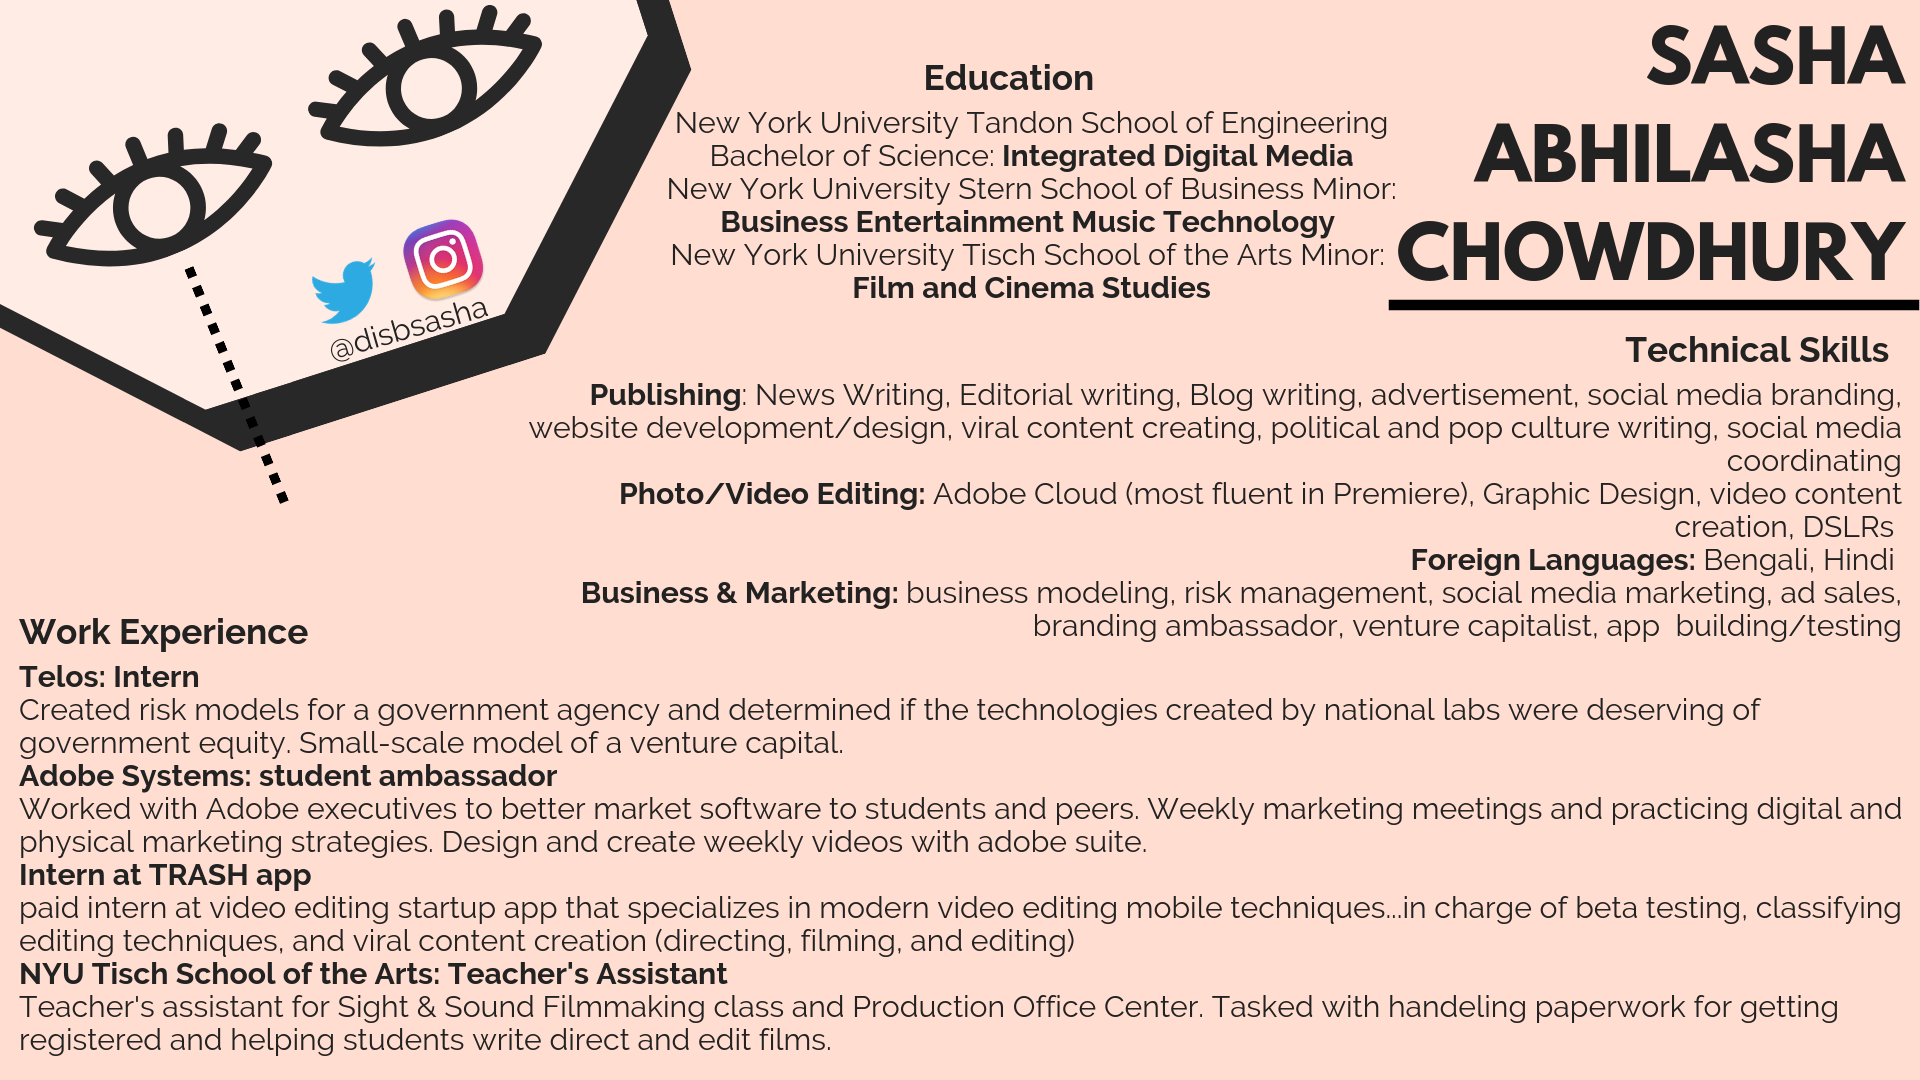 SASHA
ABHILASHA
CHOWDHURY
@disbsasha
Education
New York University Tandon School of Engineering
Bachelor of Science: Integrated Digital Media
New York University Stern School of Business Minor:
Business Entertainment Music Technology
New York University Tisch School of the Arts Minor:
Film and Cinema Studies
Technical Skills
Publishing: News Writing, Editorial writing, Blog writing, advertisement, social media branding,
website development/design, viral content creating, political and pop culture writing, social media
coordinating
Photo/Video Editing: Adobe Cloud (most fluent in Premiere), Graphic Design, video content
creation, DSLRs
Foreign Languages: Bengali, Hindi
Business & Marketing: business modeling, risk management, social media marketing, ad sales,
branding ambassador, venture capitalist, app  building/testing
Work Experience
Telos: Intern
Created risk models for a government agency and determined if the technologies created by national labs were deserving of
government equity. Small-scale model of a venture capital.
Adobe Systems: student ambassador
Worked with Adobe executives to better market software to students and peers. Weekly marketing meetings and practicing digital and
physical marketing strategies. Design and create weekly videos with adobe suite.
Intern at TRASH app
paid intern at video editing startup app that specializes in modern video editing mobile techniques...in charge of beta testing, classifying
editing techniques, and viral content creation (directing, filming, and editing)
NYU Tisch School of the Arts: Teacher's Assistant
Teacher's assistant for Sight & Sound Filmmaking class and Production Office Center. Tasked with handeling paperwork for getting
registered and helping students write direct and edit films.